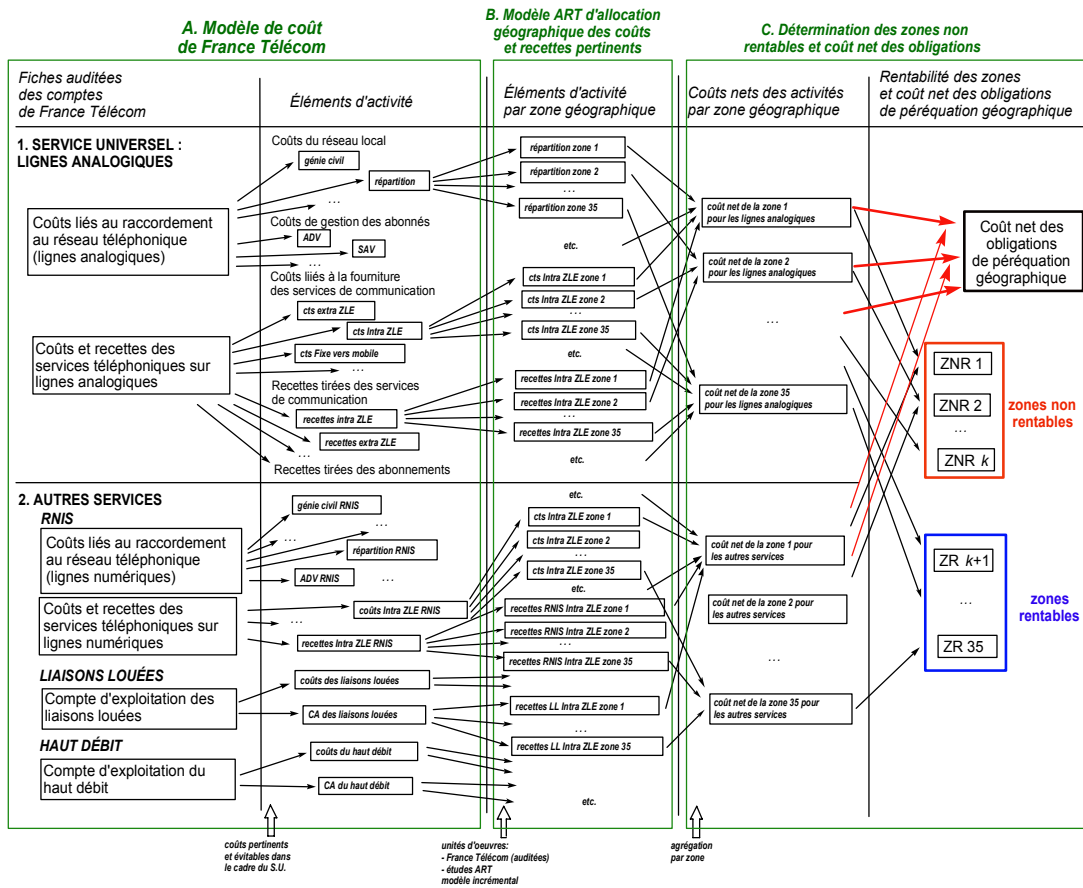 A. Modèle de coût
de France Télécom
B. Modèle ART d'allocation
géographique des coûts
et recettes pertinents
C. Détermination des zones non
rentables et coût net des obligations
Fiches auditées
des comptes
de France Télécom
Éléments d'activité
Éléments d'activité
par zone géographique
Coûts nets des activités
par zone géographique
Rentabilité des zones
et coût net des obligations
de péréquation géographique
1. SERVICE UNIVERSEL :
LIGNES ANALOGIQUES
Coûts liés au raccordement
au réseau téléphonique
(lignes analogiques)
Coûts et recettes des
services téléphoniques sur
lignes analogiques
Coûts du réseau local
génie civil
répartition
...
Coûts de gestion des abonnés
ADV
SAV
...
Coûts lliés à la fourniture
des services de communication
cts extra ZLE
cts Intra ZLE
cts Fixe vers mobile
...
Recettes tirées des services
de communication
recettes intra ZLE
recettes extra ZLE
...
Recettes tirées des abonnements
répartition zone 1
répartition zone 2
...
répartition zone 35
etc.
cts Intra ZLE zone 1
cts Intra ZLE zone 2
...
cts Intra ZLE zone 35
etc.
recettes Intra ZLE zone 1
recettes Intra ZLE zone 2
...
recettes Intra ZLE zone 35
etc.
coût net de la zone 1
pour les lignes analogiques
coût net de la zone 2
pour les lignes analogiques
...
coût net de la zone 35
pour les lignes analogiques
Coût net des
obligations
de péréquation
géographique
ZNR 1
ZNR 2
...
ZNR k
zones non
rentables
2. AUTRES SERVICES
RNIS
Coûts liés au raccordement
au réseau téléphonique
(lignes numériques)
Coûts et recettes des
services téléphoniques sur
lignes numériques
LIAISONS LOUÉES
Compte d'exploitation des
liaisons louées
HAUT DÉBIT
Compte d'exploitation du
haut débit
génie civil RNIS
...
...
répartition RNIS
ADV RNIS
...
coûts Intra ZLE RNIS
...
recettes Intra ZLE RNIS
coûts des liaisons louées
CA des liaisons louées
coûts du haut débit
CA du haut débit
etc.
cts Intra ZLE zone 1
cts Intra ZLE zone 2
...
cts Intra ZLE zone 35
etc.
recettes RNIS Intra ZLE zone 1
recettes RNIS Intra ZLE zone 2
...
recettes RNIS Intra ZLE zone 35
recettes LL Intra ZLE zone 1
...
recettes LL Intra ZLE zone 35
etc.
coût net de la zone 1 pour
les autres services
coût net de la zone 2 pour
les autres services
...
coût net de la zone 35 pour
les autres services
ZR k+1
...
ZR 35
zones
rentables
coûts pertinents
et évitables dans
le cadre du S.U.
unités d'oeuvres:
- France Télécom (auditées)
- études ART
modèle incrémental
agrégation
par zone